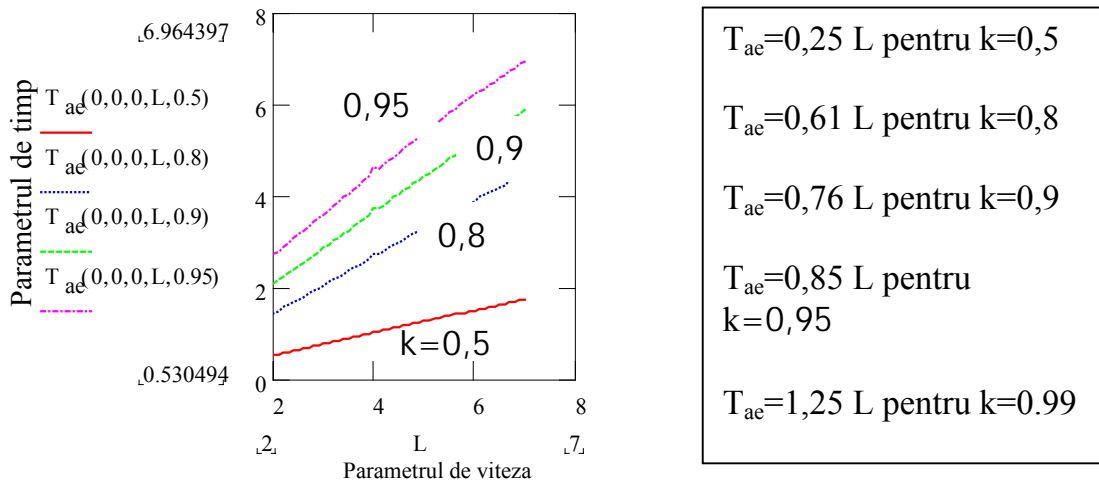 8
6.964397
6
4
2
0
0.530494
Parametrul de timp
T ae(0,0,0,L,0.5)
T ae(0,0,0,L,0.8)
T ae(0,0,0,L,0.9)
T ae(0,0,0,L,0.95)
0,95
0,9
0,8
k=0,5
2 4 6 8
2 L 7
Parametrul de viteza
Tae=0,25 L pentru k=0,5
Tae=0,61 L pentru k=0,8
Tae=0,76 L pentru k=0,9
Tae=0,85 L pentru
k=0,95
Tae=1,25 L pentru k=0.99